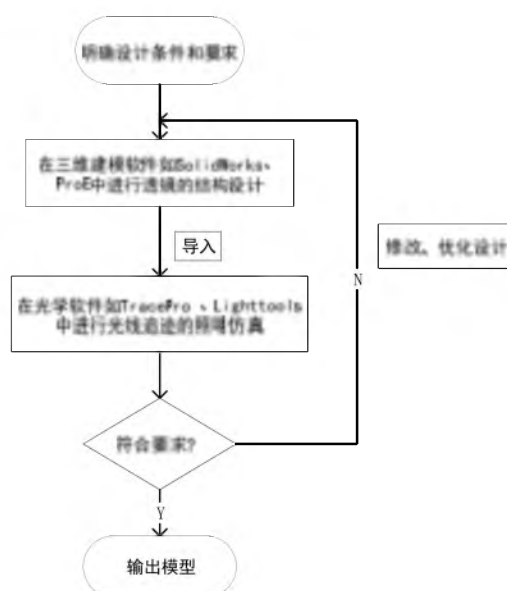 明确设计条件和要求
在三维建模软件如SolidWorks、
ProE中进行透镜的结构设计
导入
修改、优化设计
N
在光学软件如TracePro、Lighttools
中进行光线追迹的照明仿真
符合要求?
Y
输出模型